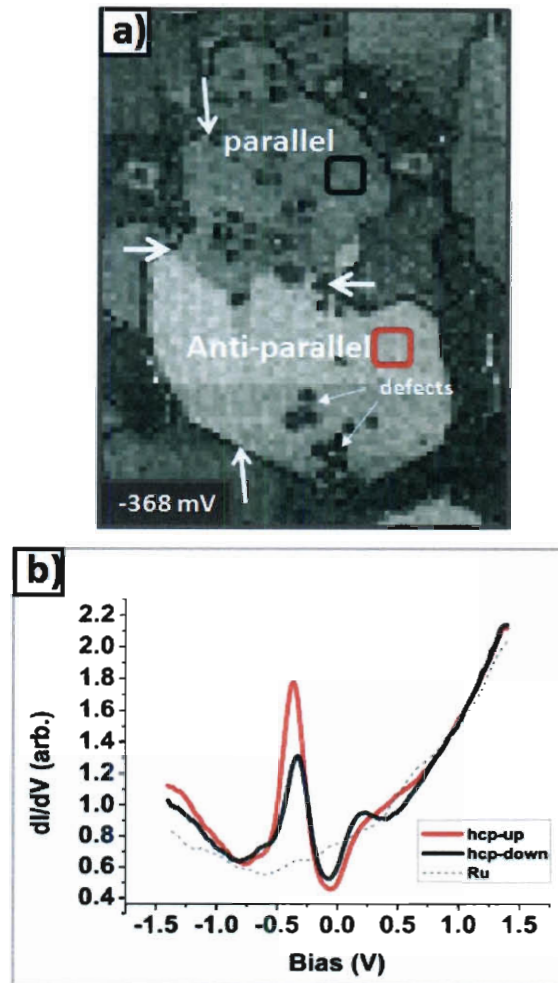 a)
parallel
Anti-parallel
defects
-368 mV
b)
2.2
2.0
1.8
1.6
1.4
1.2
1.0
0.8
0.6
0.4
dI/dV (arb.)
hcp-up
hcp-down
Ru
-1.5 -1.0 -0.5 0.0 0.5 1.0 1.5
Bias (V)